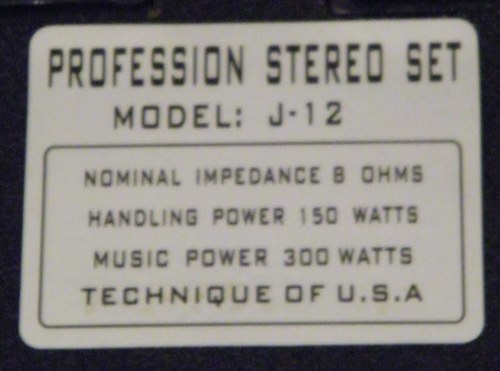 PROFESSION STEREO SET
MODEL: J-12
NOMINAL IMPEDANCE 8 OHMS
HANDLING POWER 150 WATTS
MUSIC POWER 300 WATTS
TECHNIQUE OF U.S.A